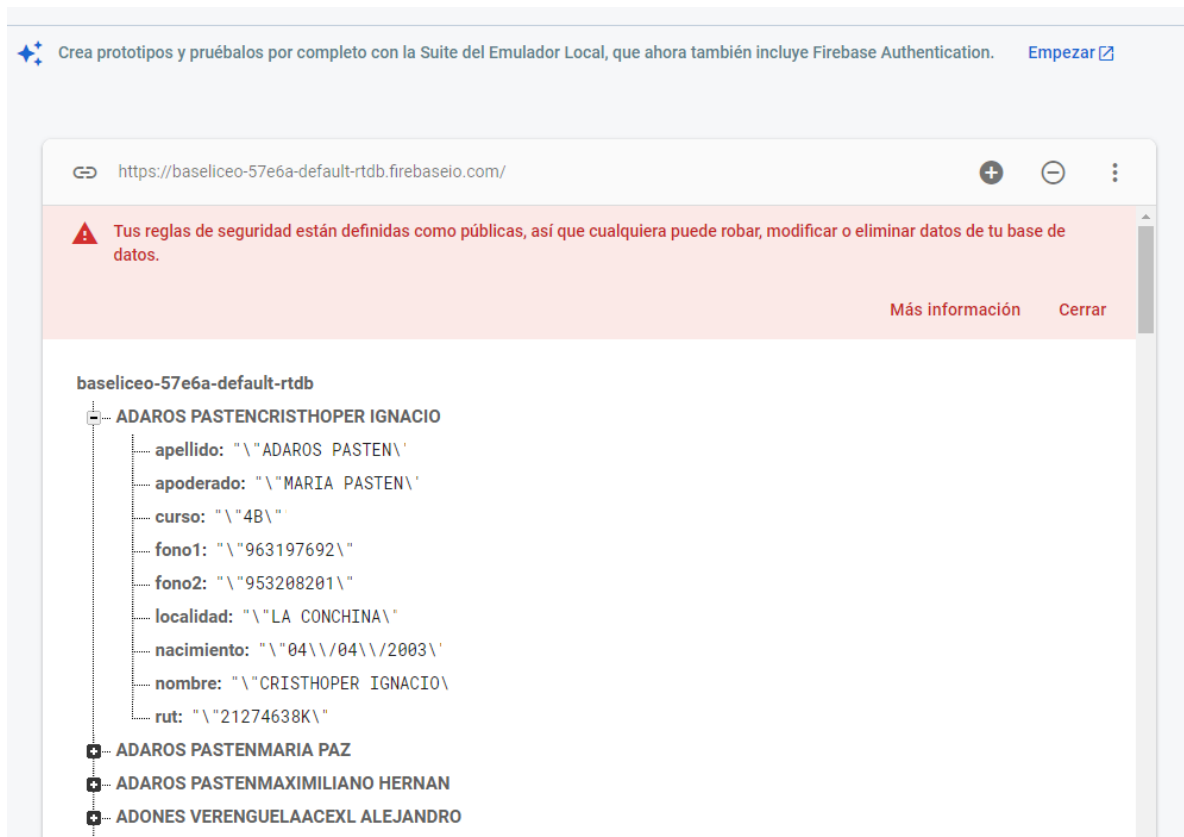 Crea prototipos y pruébalos por completo con la Suite del Emulador Local, que ahora también incluye Firebase Authentication. Empezar
https://baseliceo-57e6a-default-rtdb.firebaseio.com/
Tus reglas de seguridad están definidas como públicas, así que cualquiera puede robar, modificar o eliminar datos de tu base de
datos.
Más información Cerrar
baseliceo-57e6a-default-rtdb
ADAROS PASTENCRISTHOPER IGNACIO
apellido: "\"ADAROS PASTEN\'
apoderado: "\"MARIA PASTEN\'
curso: "\"4B\"'
fono1: "\"963197692\"
fono2: "\"953208201\"
localidad: "\"LA CONCHINA\"
nacimiento: "\"04\\/04\\/2003\'
nombre: "\"CRISTHOPER IGNACIO\
rut: "\"21274638K\"
ADAROS PASTENMARIA PAZ
ADAROS PASTENMAXIMILIANO HERNAN
ADONES VERENGUELAACEXL ALEJANDRO